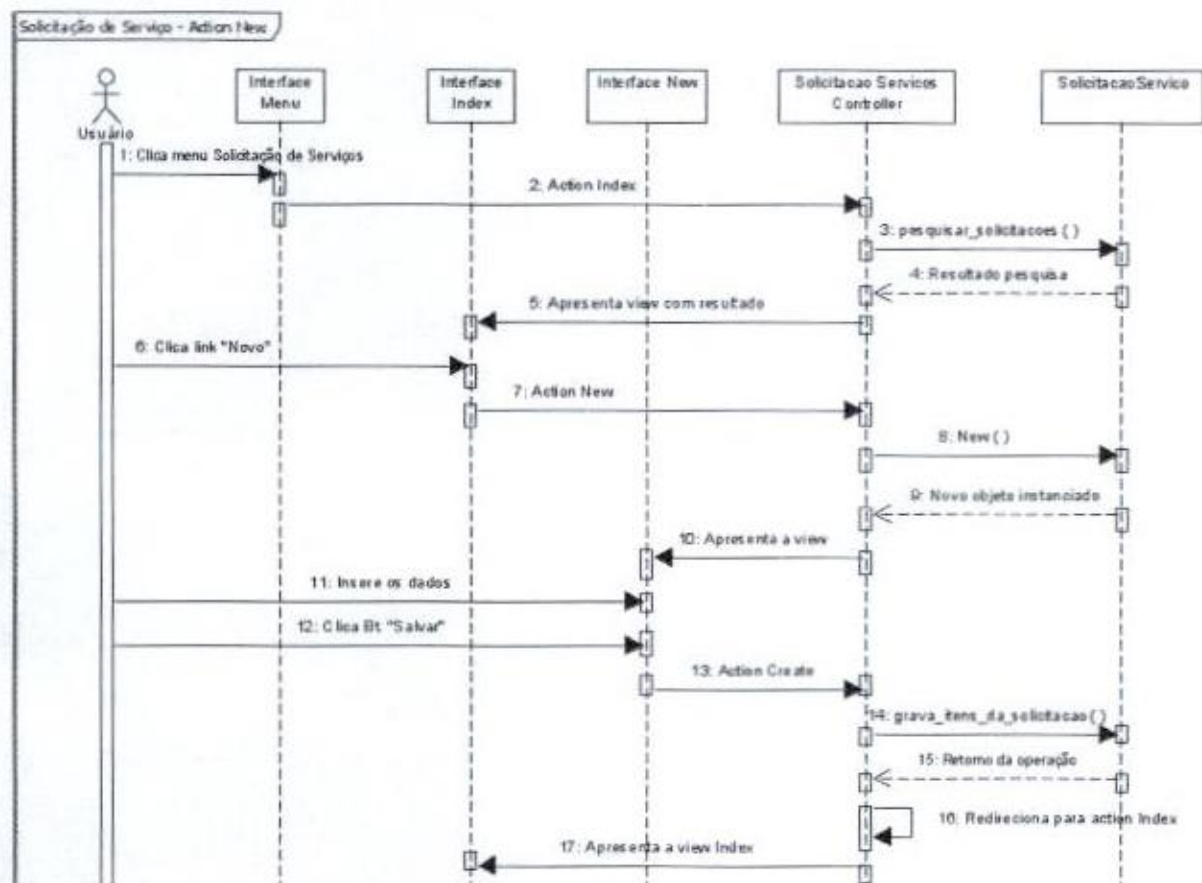 Solicitação de Serviço - Action New
Interface
Menu
Interface
Index
Interface New
Solicitacao Servicos
Controller
SolicitacaoServico
Usuário
1: Clica menu Solicitação de Serviços
2: Action Index
3: pesquisar_solicitacoes ( )
4: Resultado pesquisa
5: Apresenta view com resultado
6: Clica link "Novo"
7: Action New
8: New ( )
9: Novo objeto instanciado
10: Apresenta a view
11: Insere os dados
12: Clica Bt. "Salvar"
13: Action Create
14: grava_itens_da_solicitacao ( )
15: Retorno da operação
16: Redireciona para action Index
17: Apresenta a view Index